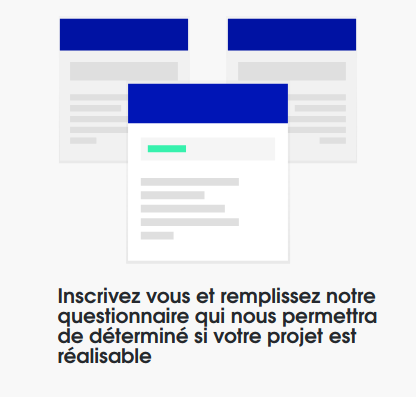 Inscrivez vous et remplissez notre
questionnaire qui nous permettra
de déterminé si votre projet est
réalisable